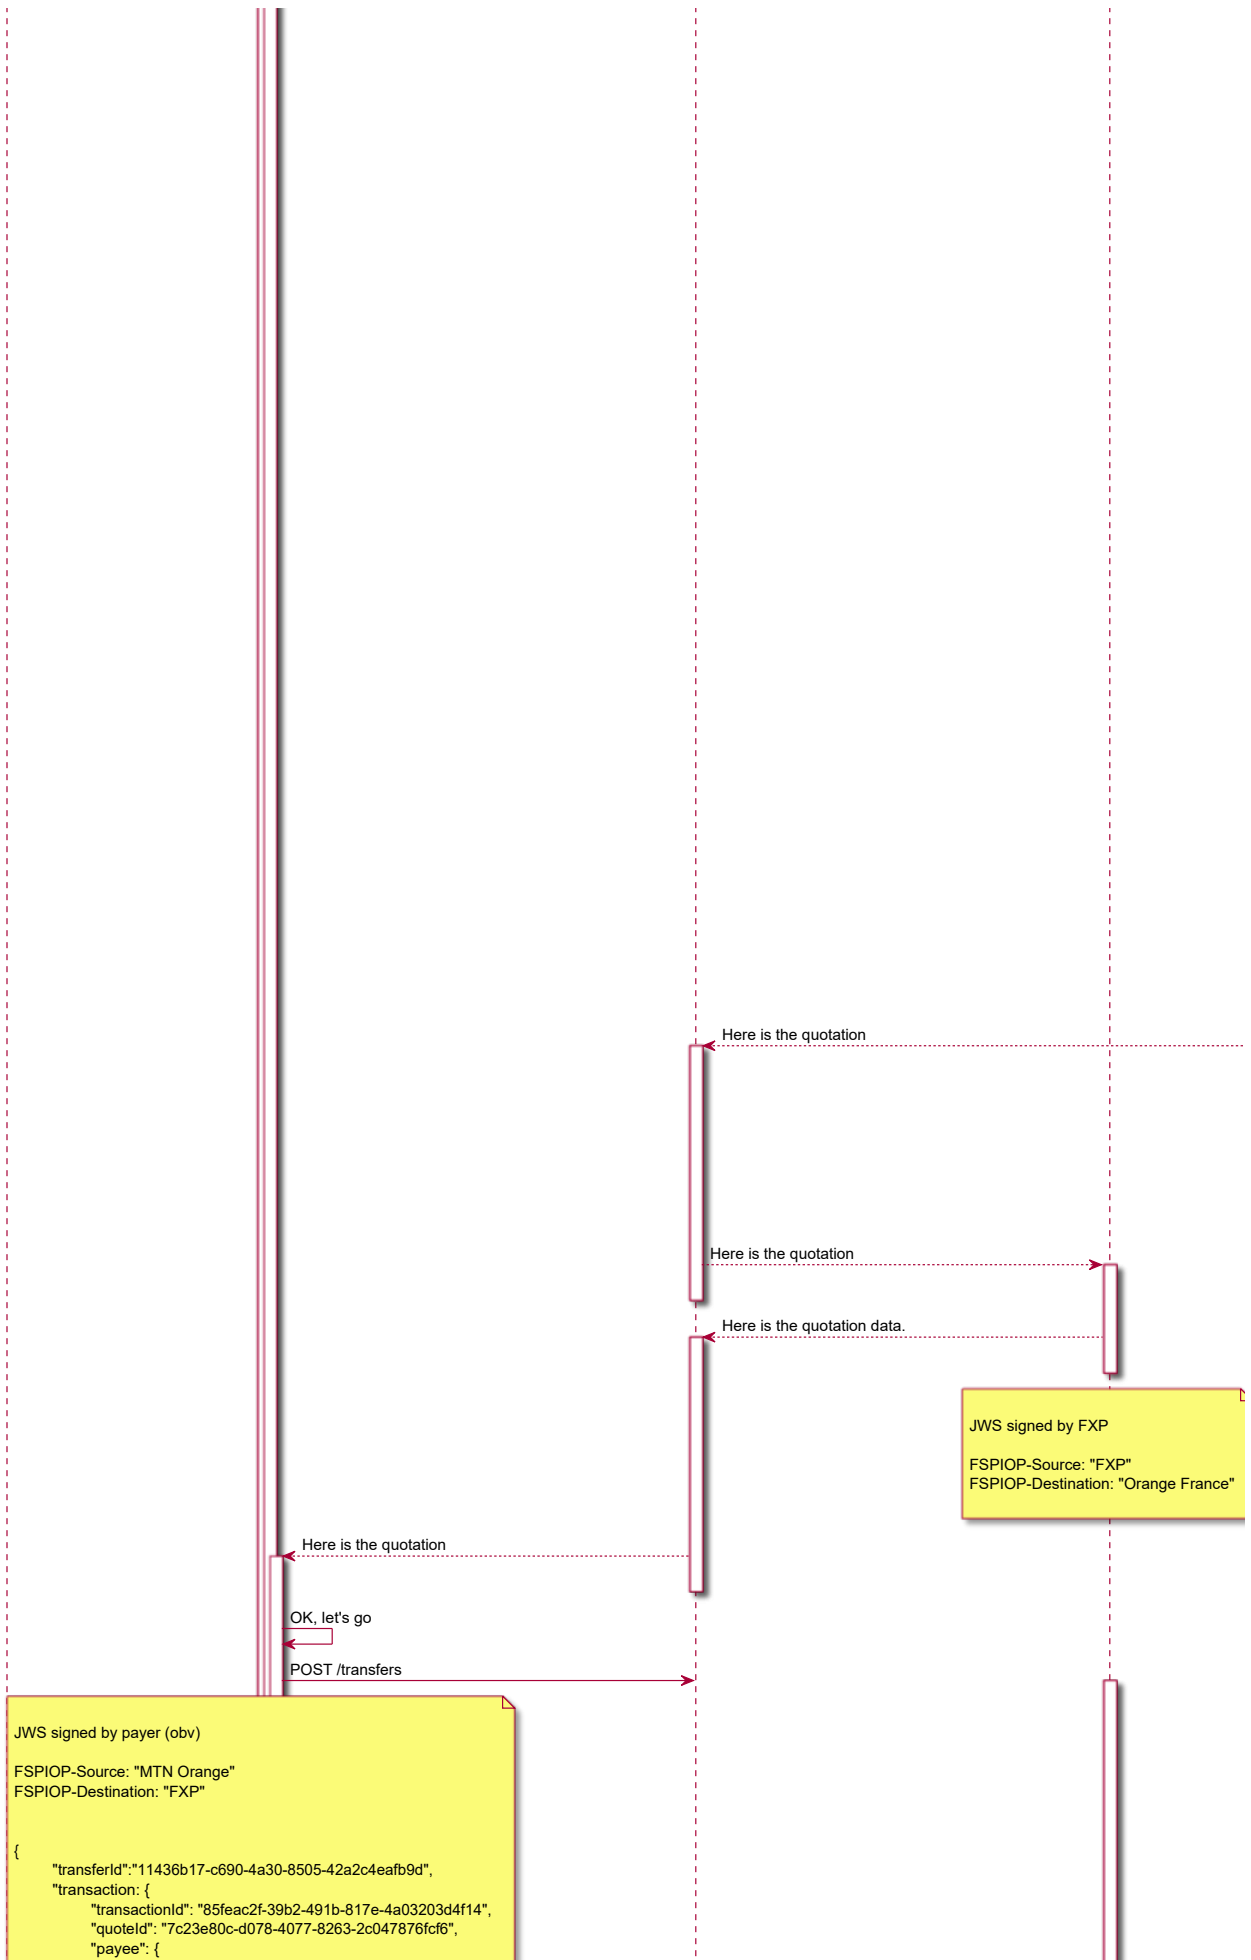 Here is the quotation
Here is the quotation
Here is the quotation data.
JWS signed by FXP
FSPIOP-Source: "FXP"
FSPIOP-Destination: "Orange France"
Here is the quotation
OK, let's go
POST /transfers
JWS signed by payer (obv)
FSPIOP-Source: "MTN Orange"
FSPIOP-Destination: "FXP"
{
"transferId":"11436b17-c690-4a30-8505-42a2c4eafb9d",
"transaction: {
"transactionId": "85feac2f-39b2-491b-817e-4a03203d4f14",
"quoteId": "7c23e80c-d078-4077-8263-2c047876fcf6",
"payee": {